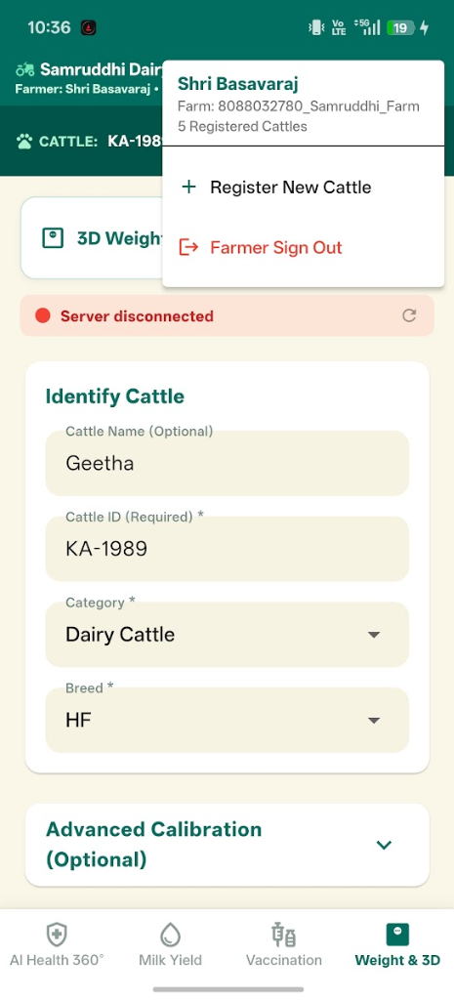 10:36
Vo
LTE
5G
19
Samruddhi Dair
Farmer: Shri Basavaraj •
CATTLE: KA-198
Shri Basavaraj
Farm: 8088032780_Samruddhi_Farm
5 Registered Cattles
+ Register New Cattle
Farmer Sign Out
3D Weigh
Server disconnected
Identify Cattle
Cattle Name (Optional)
Geetha
Cattle ID (Required) *
KA-1989
Category *
Dairy Cattle
Breed *
HF
Advanced Calibration
(Optional)
AI Health 360°
Milk Yield
Vaccination
Weight & 3D